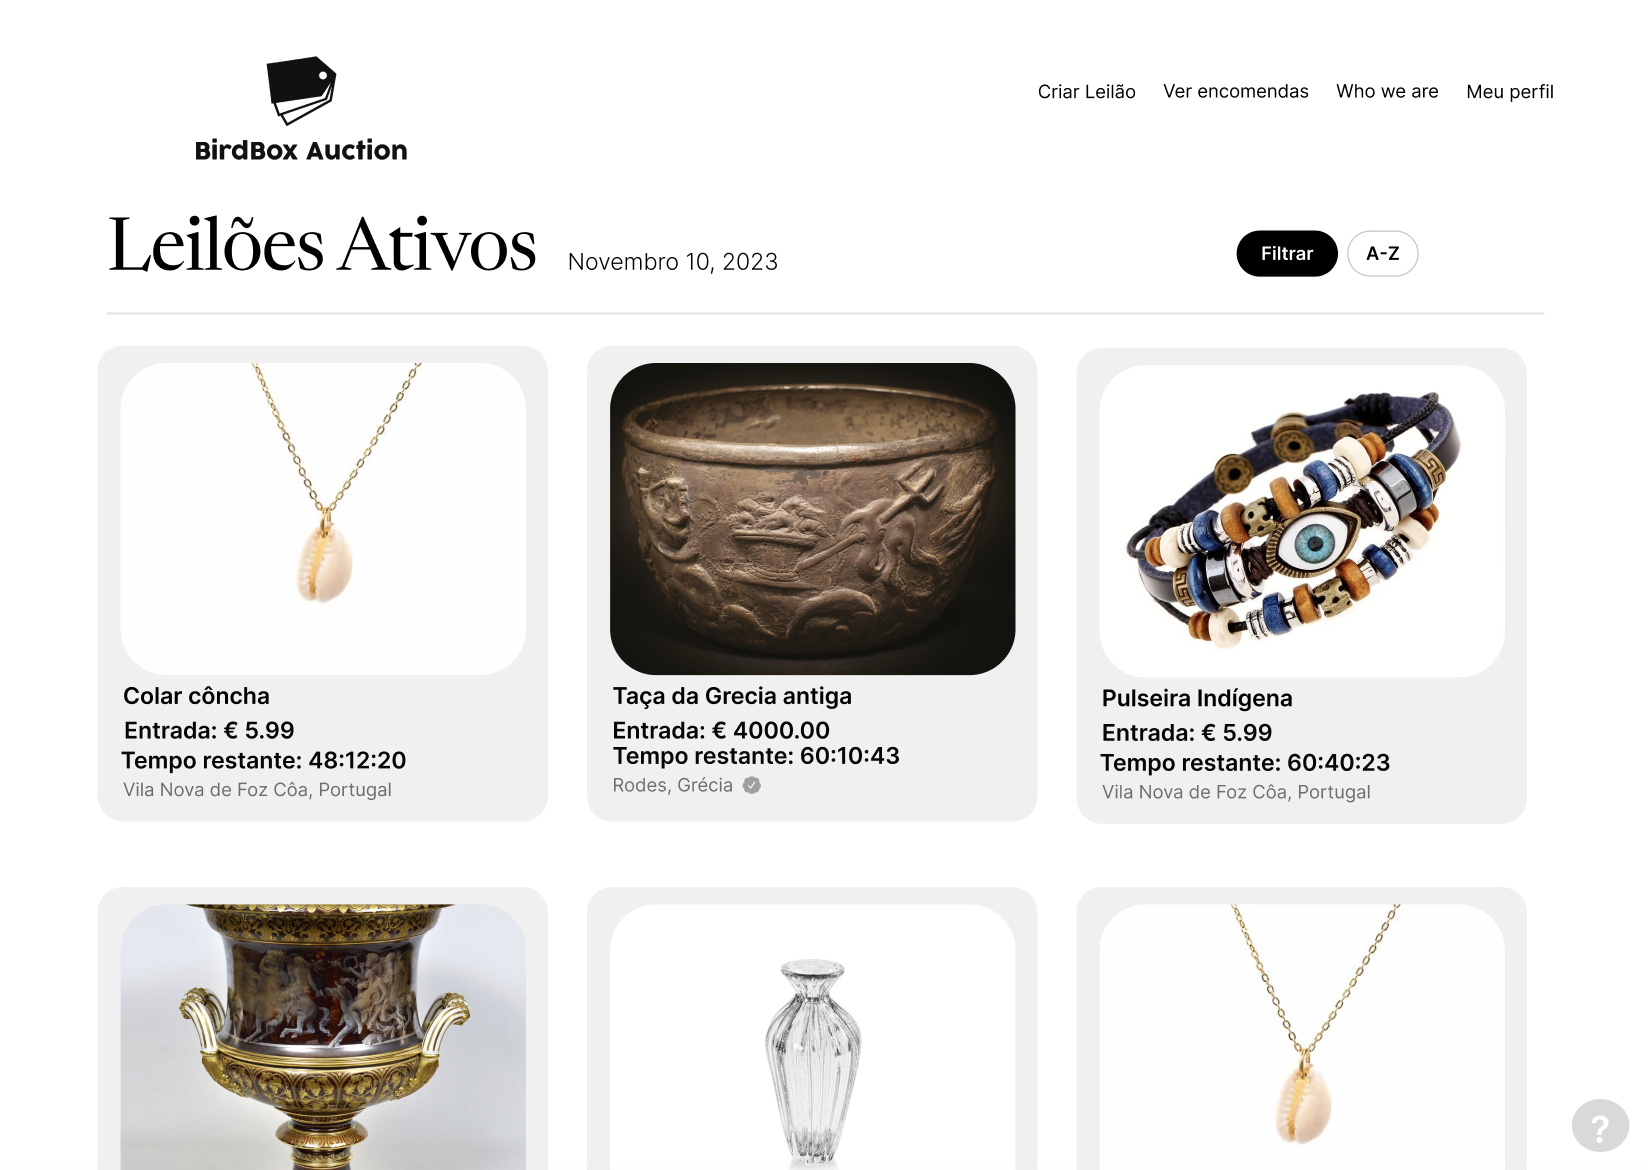 Criar Leilão
Ver encomendas
Who we are
Meu perfil
BirdBox Auction
Leilões Ativos
Novembro 10, 2023
Filtrar
A-Z
Colar côncha
Entrada: € 5.99
Tempo restante: 48:12:20
Vila Nova de Foz Côa, Portugal
Taça da Grecia antiga
Entrada: € 4000.00
Tempo restante: 60:10:43
Rodes, Grécia
Pulseira Indígena
Entrada: € 5.99
Tempo restante: 60:40:23
Vila Nova de Foz Côa, Portugal
?